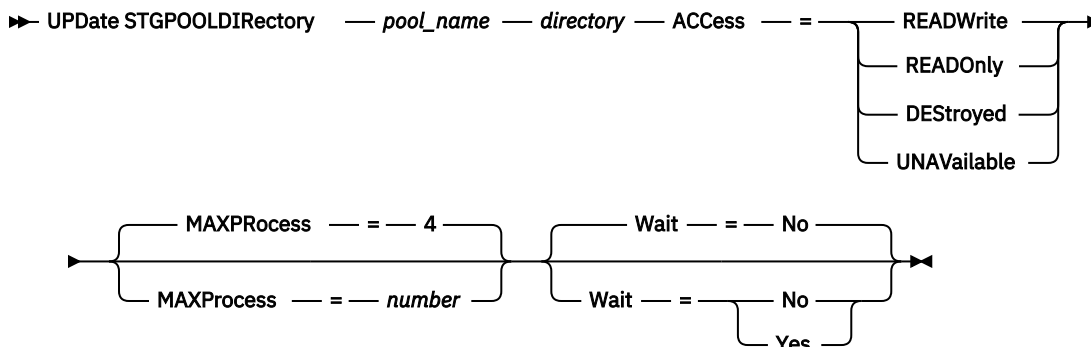 UPDate STGPOOLDIRectory pool_name directory ACCess = READWrite
READOnly
DEStroyed
UNAVailable
MAXPRocess = 4 Wait = No
MAXProcess = number Wait = No
Yes